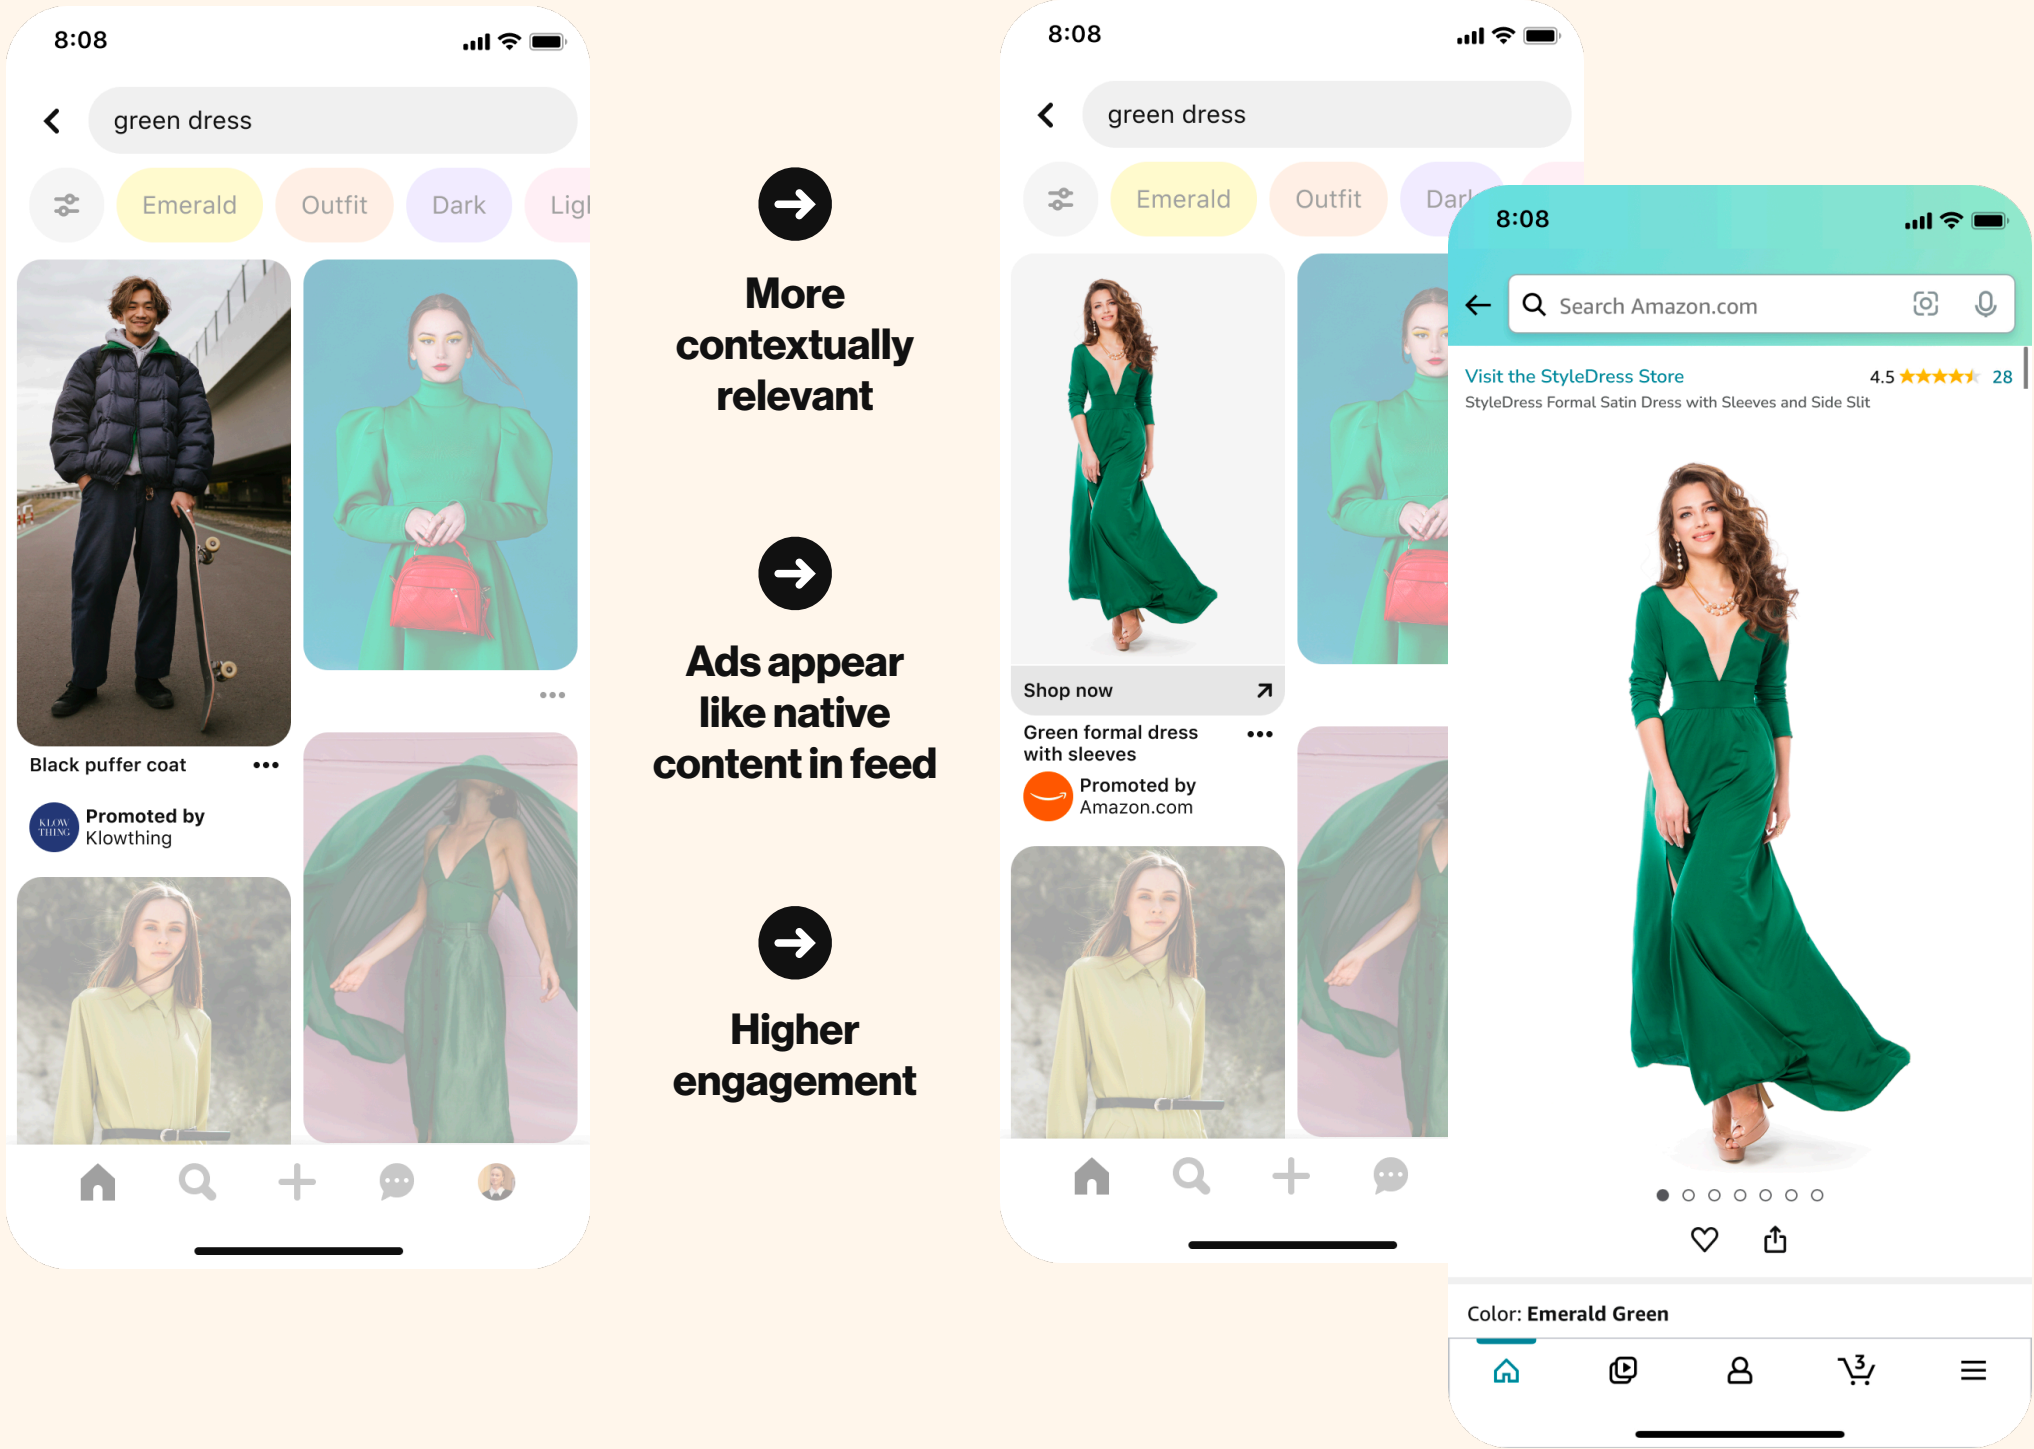 8:08
green dress
Emerald
Outfit
Dark
Ligl
Black puffer coat
KLOW
THING
Promoted by
Klowthing
More
contextually
relevant
Ads appear
like native
content in feed
Higher
engagement
8:08
green dress
Emerald
Outfit
Dark
Shop now
Green formal dress
with sleeves
Promoted by
Amazon.com
8:08
Search Amazon.com
Visit the StyleDress Store
4.5
28
StyleDress Formal Satin Dress with Sleeves and Side Slit
Color: Emerald Green
3